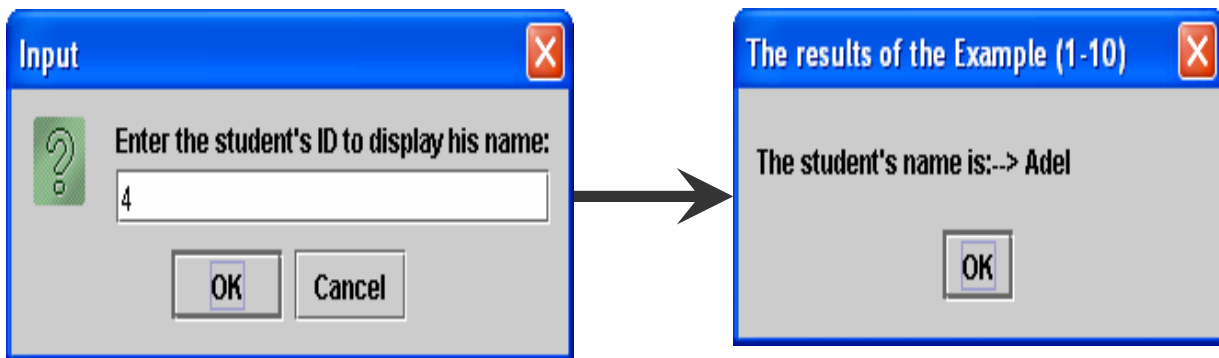 Input
Enter the student's ID to display his name:
4
OK
Cancel
The results of the Example (1-10)
The student's name is:--> Adel
OK